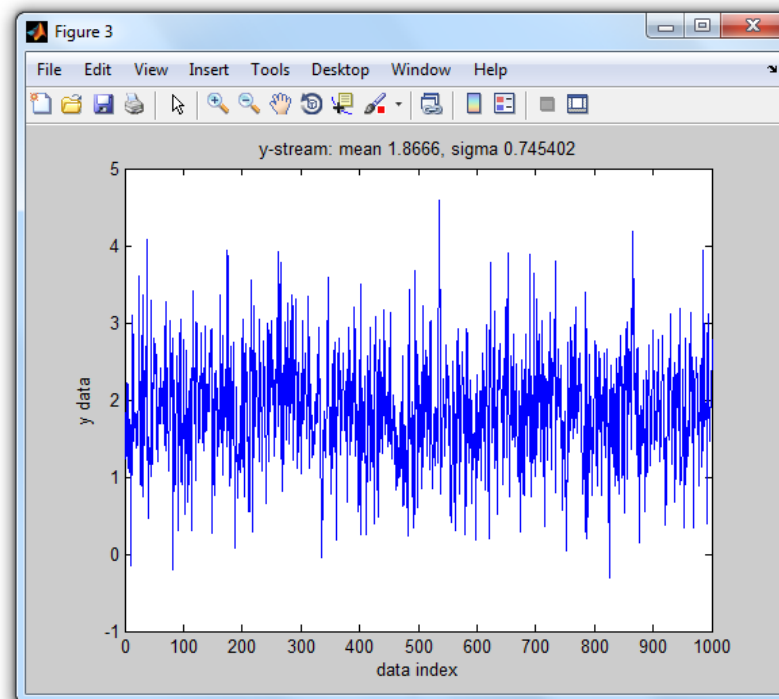 Figure 3
File Edit View Insert Tools Desktop Window Help
y-stream: mean 1.8666, sigma 0.745402
5
4
3
2
1
0
-1
y data
0 100 200 300 400 500 600 700 800 900 1000
data index